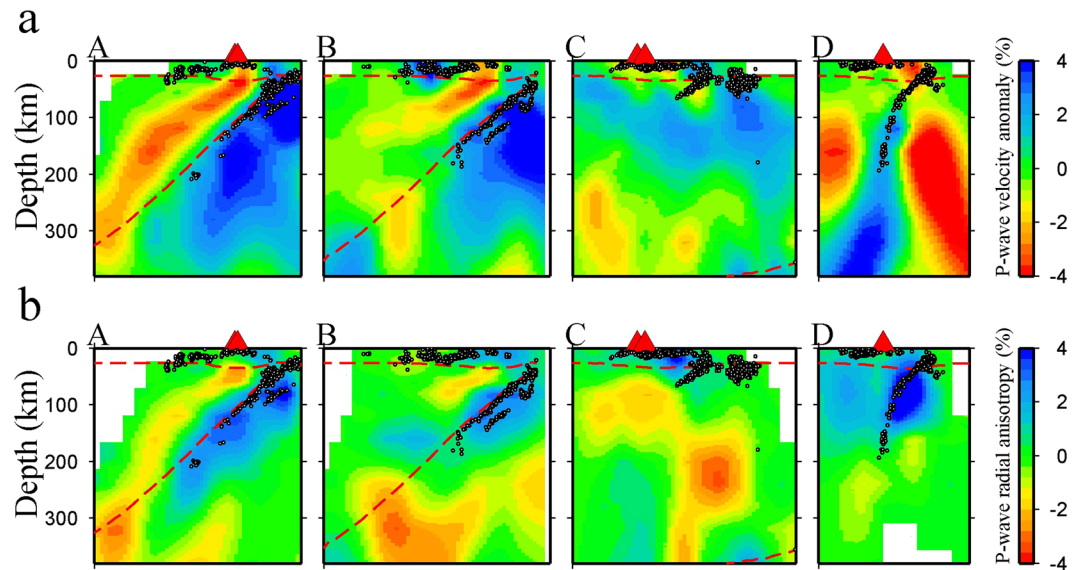 a
A
B
C
D
0
100
200
300
Depth (km)
4
2
0
-2
-4
P-wave velocity anomaly (%)
b
A
B
C
D
0
100
200
300
Depth (km)
4
2
0
-2
-4
P-wave radial anisotropy (%)